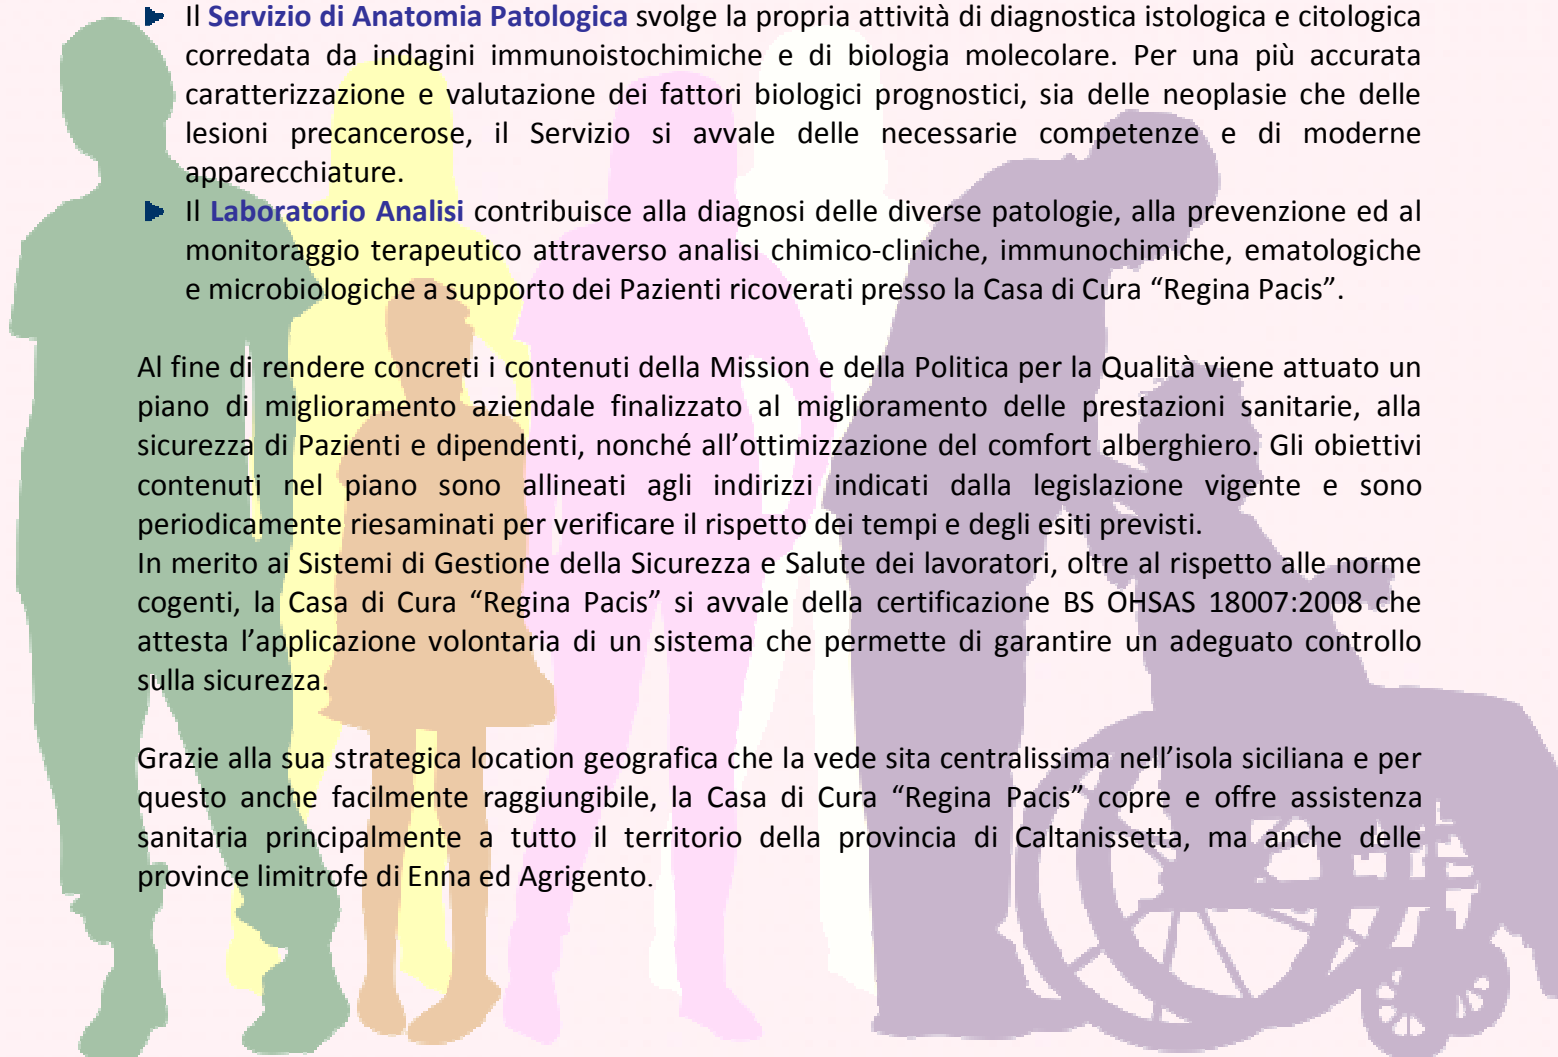 Il Servizio di Anatomia Patologica svolge la propria attività di diagnostica istologica e citologica
corredata da indagini immunoistochimiche e di biologia molecolare. Per una più accurata
caratterizzazione e valutazione dei fattori biologici prognostici, sia delle neoplasie che delle
lesioni precancerose, il Servizio si avvale delle necessarie competenze e di moderne
apparecchiature.
Il Laboratorio Analisi contribuisce alla diagnosi delle diverse patologie, alla prevenzione ed al
monitoraggio terapeutico attraverso analisi chimico-cliniche, immunochimiche, ematologiche
e microbiologiche a supporto dei Pazienti ricoverati presso la Casa di Cura “Regina Pacis”.
Al fine di rendere concreti i contenuti della Mission e della Politica per la Qualità viene attuato un
piano di miglioramento aziendale finalizzato al miglioramento delle prestazioni sanitarie, alla
sicurezza di Pazienti e dipendenti, nonché all’ottimizzazione del comfort alberghiero. Gli obiettivi
contenuti nel piano sono allineati agli indirizzi indicati dalla legislazione vigente e sono
periodicamente riesaminati per verificare il rispetto dei tempi e degli esiti previsti.
In merito ai Sistemi di Gestione della Sicurezza e Salute dei lavoratori, oltre al rispetto alle norme
cogenti, la Casa di Cura “Regina Pacis” si avvale della certificazione BS OHSAS 18007:2008 che
attesta l’applicazione volontaria di un sistema che permette di garantire un adeguato controllo
sulla sicurezza.
Grazie alla sua strategica location geografica che la vede sita centralissima nell’isola siciliana e per
questo anche facilmente raggiungibile, la Casa di Cura “Regina Pacis” copre e offre assistenza
sanitaria principalmente a tutto il territorio della provincia di Caltanissetta, ma anche delle
province limitrofe di Enna ed Agrigento.